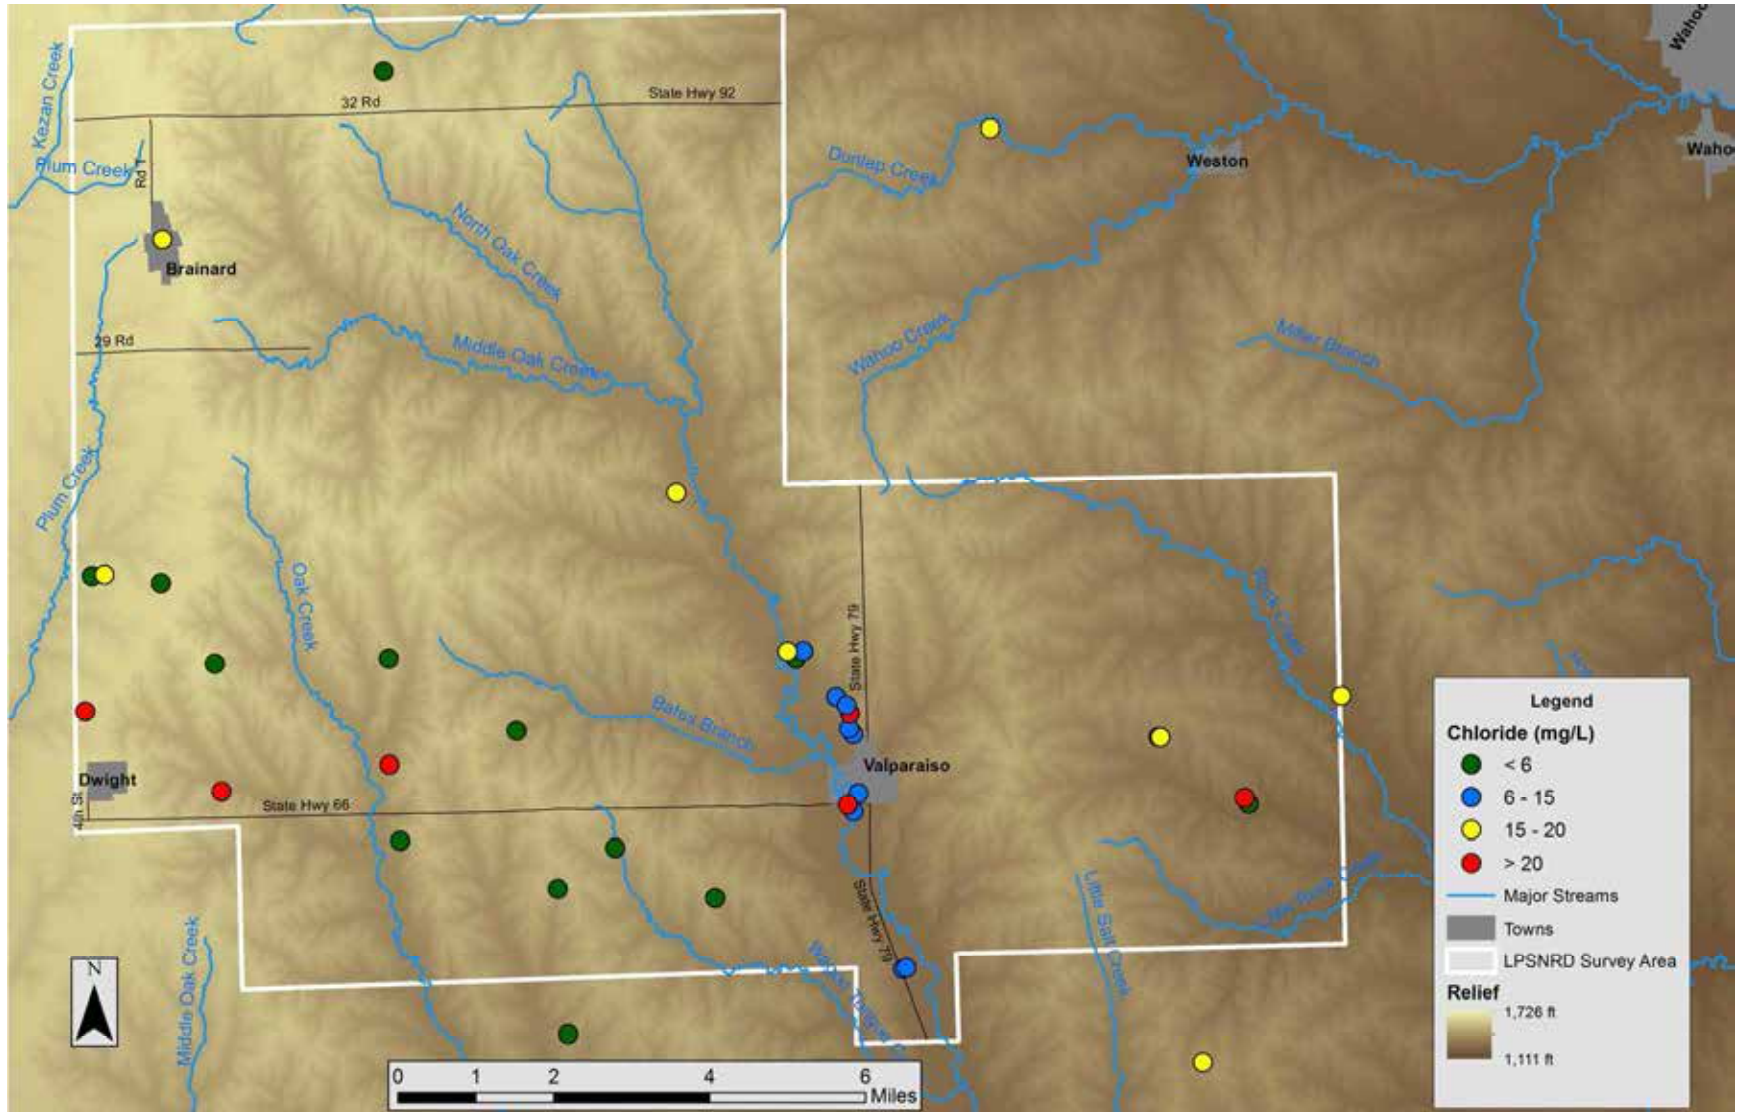 Kezan Creek
Plum Creek
Rd T
32 Rd
State Hwy 92
Dunlap Creek
Weston
Wahoo
Waho
Brainard
North Oak Creek
29 Rd
Middle Oak Creek
Wahoo Creek
Miller Branch
Plum Creek
Oak Creek
State Hwy 79
Rock Creek
Bates Branch
Dwight
4th St
State Hwy 66
Valparaiso
State Hwy 79
Little Salt Creek
Middle Oak Creek
N
0 1 2 4 6
Miles
Legend
Chloride (mg/L)
< 6
6 - 15
15 - 20
> 20
Major Streams
Towns
LPSNRD Survey Area
Relief
1,726 ft
1,111 ft